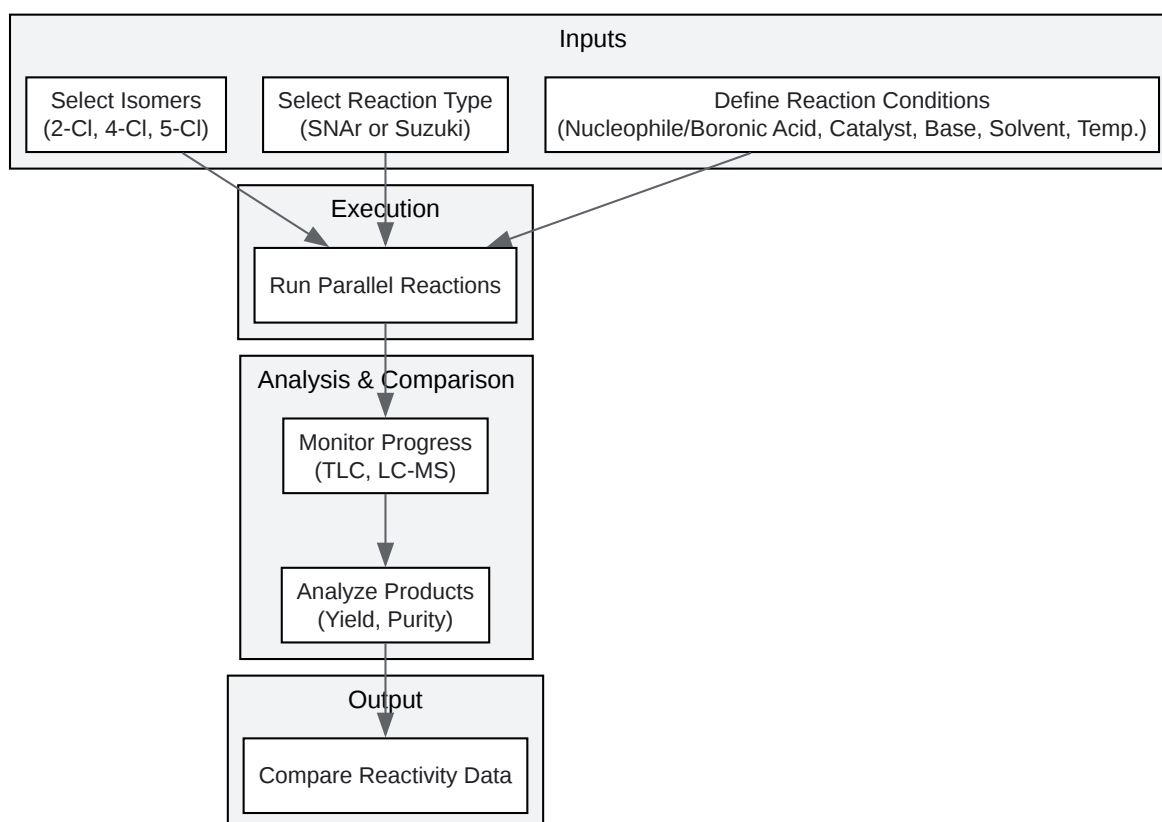 Inputs
Select Isomers
(2-Cl, 4-Cl, 5-Cl)
Select Reaction Type
(SNAr or Suzuki)
Define Reaction Conditions
(Nucleophile/Boronic Acid, Catalyst, Base, Solvent, Temp.)
Execution
Run Parallel Reactions
Analysis & Comparison
Monitor Progress
(TLC, LC-MS)
Analyze Products
(Yield, Purity)
Output
Compare Reactivity Data